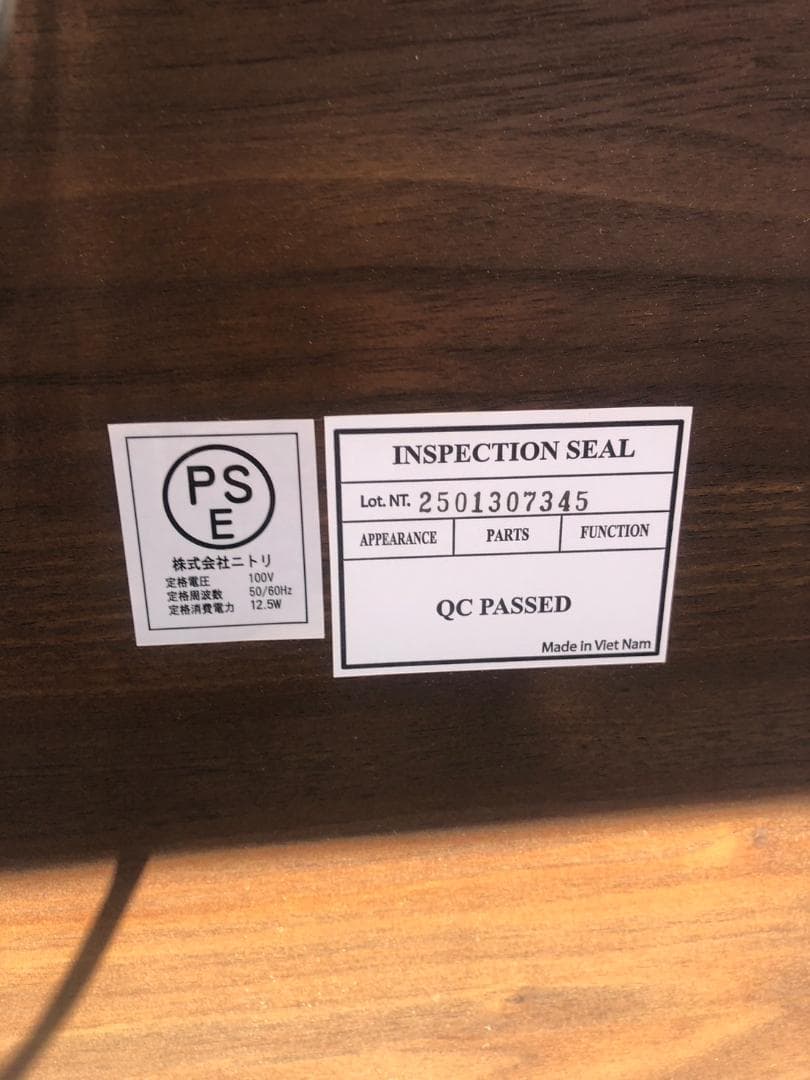 PS
E
株式会社ニトリ
定格電圧 100V
定格周波数 50/60Hz
定格消費電力 12.5W
INSPECTION SEAL
Lot. NT. 2501307345
APPEARANCE PARTS FUNCTION
QC PASSED
Made in Viet Nam